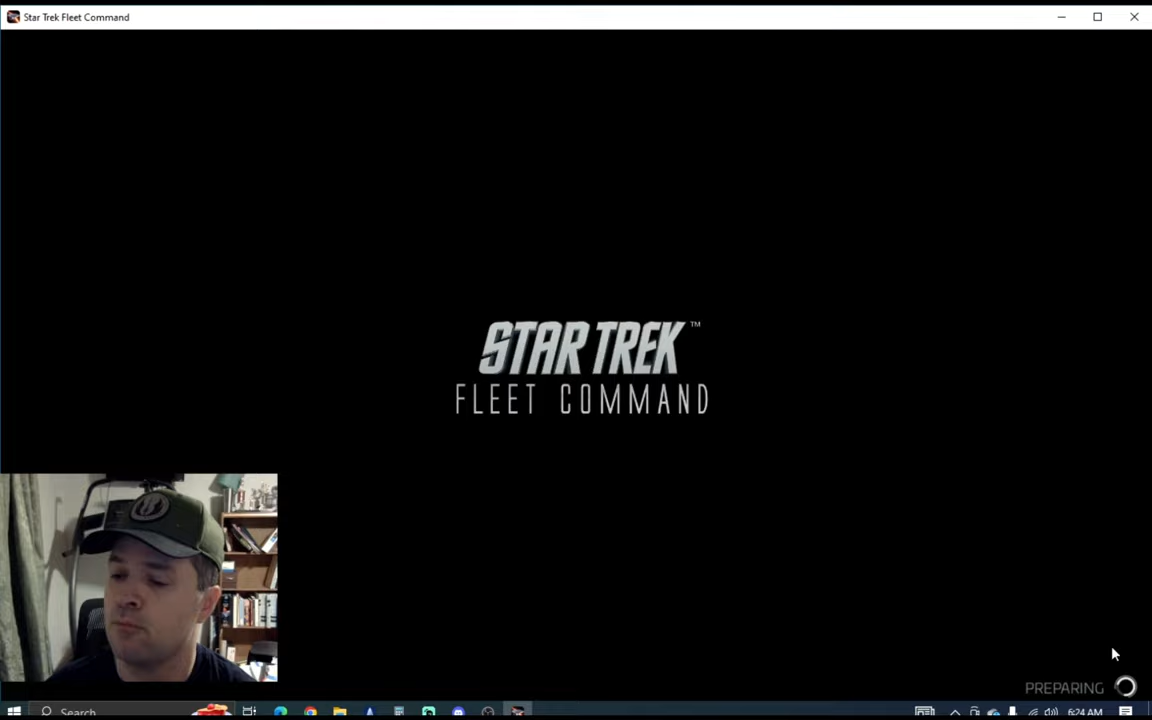 Star Trek Fleet Command
STAR TREK™
FLEET COMMAND
PREPARING
Search
6:24 AM